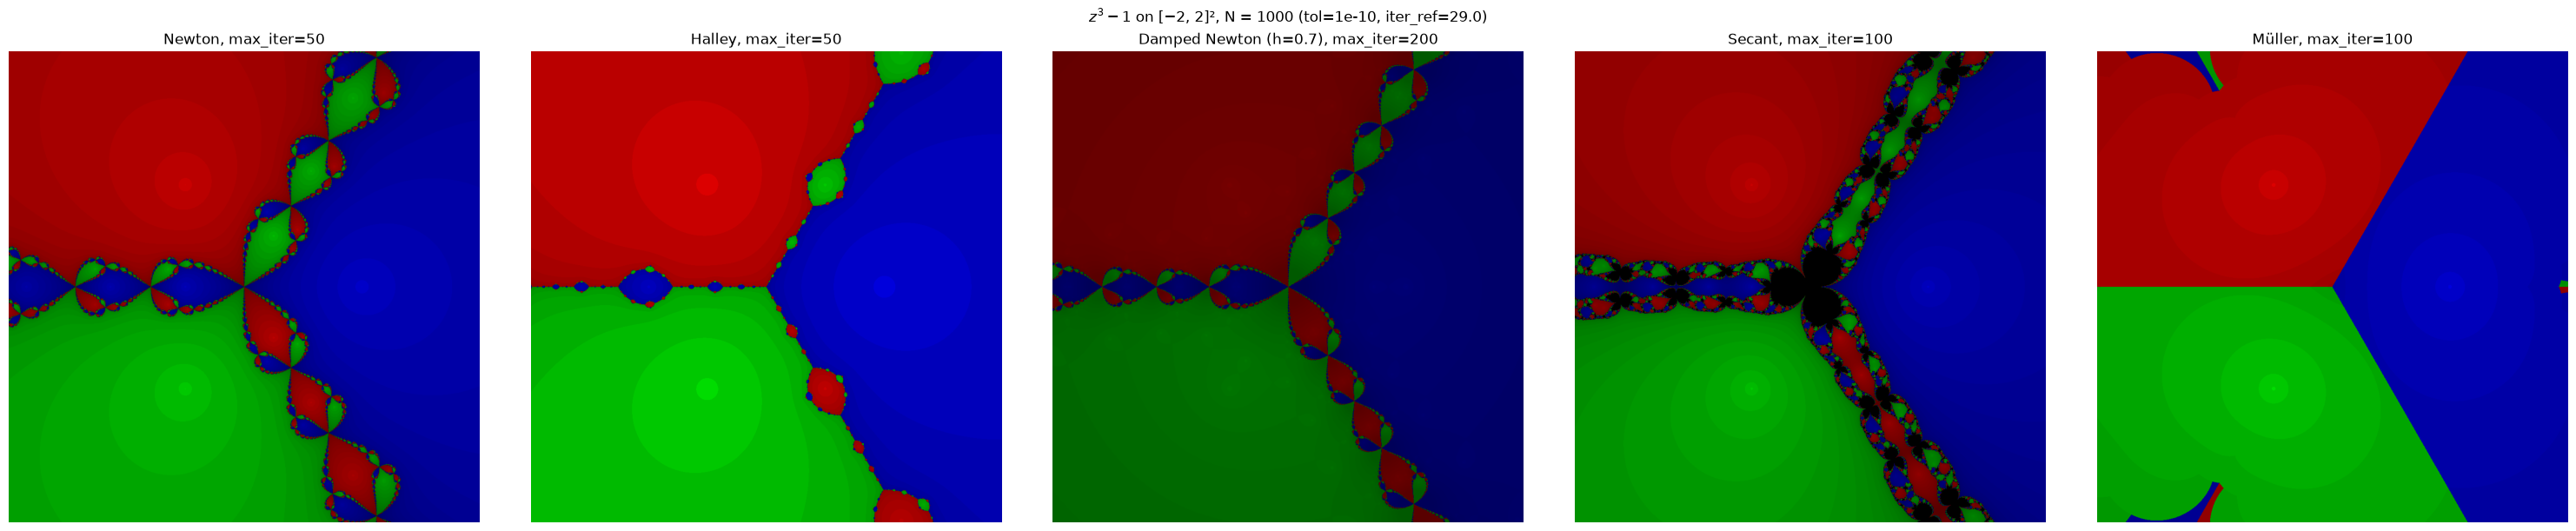 z³ − 1 on [−2, 2]², N = 1000 (tol=1e-10, iter_ref=29.0)
Newton, max_iter=50
Halley, max_iter=50
Damped Newton (h=0.7), max_iter=200
Secant, max_iter=100
Müller, max_iter=100